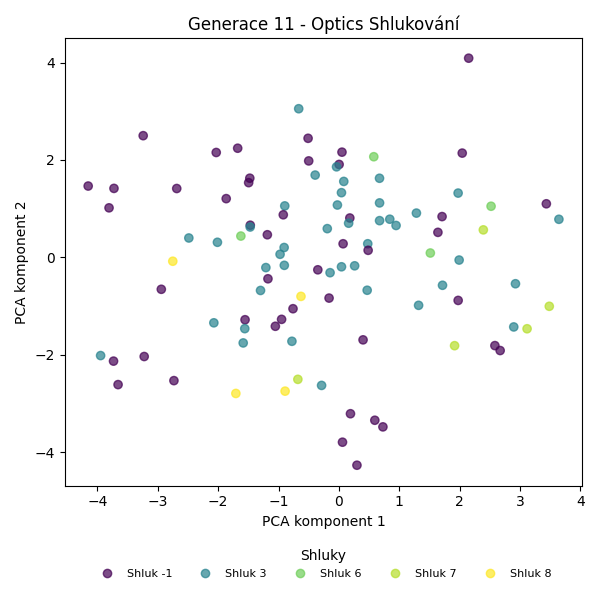 Generace 11 - Optics Shlukování
4
2
0
−2
−4
PCA komponent 2
−4 −3 −2 −1 0 1 2 3 4
PCA komponent 1
Shluky
Shluk -1 Shluk 3 Shluk 6 Shluk 7 Shluk 8